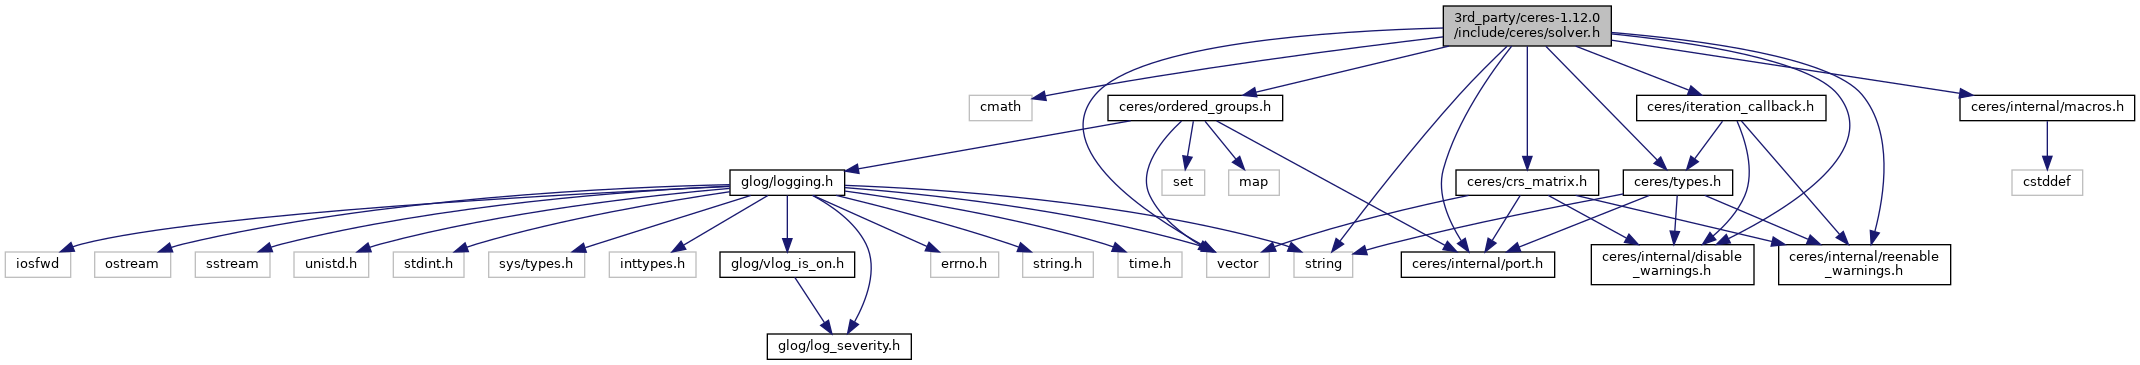 3rd_party/ceres-1.12.0
/include/ceres/solver.h
cmath
ceres/ordered_groups.h
ceres/iteration_callback.h
ceres/internal/macros.h
glog/logging.h
set
map
ceres/crs_matrix.h
ceres/types.h
cstddef
iosfwd
ostream
sstream
unistd.h
stdint.h
sys/types.h
inttypes.h
glog/vlog_is_on.h
errno.h
string.h
time.h
vector
string
ceres/internal/port.h
ceres/internal/disable
_warnings.h
ceres/internal/reenable
_warnings.h
glog/log_severity.h